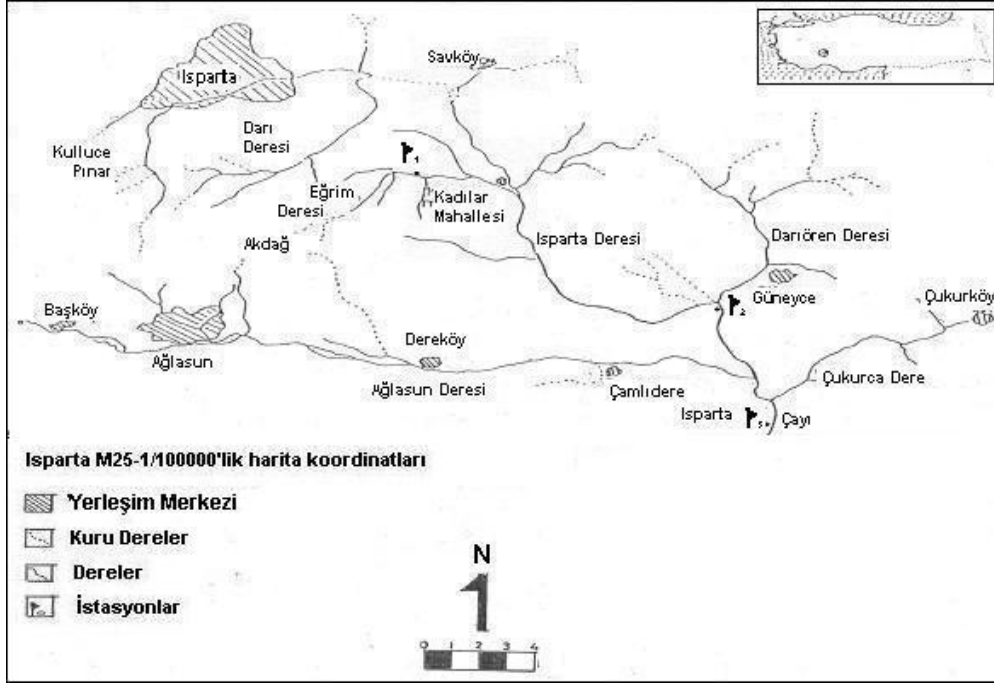 Isparta
Savköy
Kulluce
Pınar
Darı
Deresi
1
Eğrim
Deresi
Kadılar
Mahallesi
Akdağ
Isparta Deresi
Darıören Deresi
Güneyce
2
Çukurköy
Başköy
Ağlasun
Dereköy
Ağlasun Deresi
Çamlıdere
Çukurca Dere
Isparta
Çayı
Isparta M25-1/100000'lik harita koordinatları
Yerleşim Merkezi
Kuru Dereler
Dereler
İstasyonlar
N
0 1 2 3 4